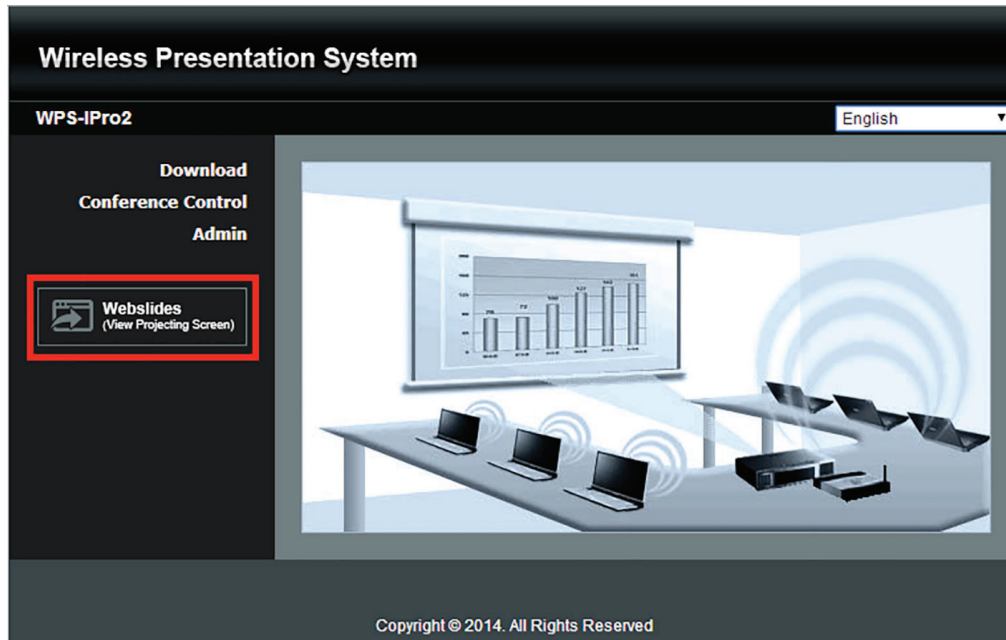 Wireless Presentation System
WPS-IPro2
English
Download
Conference Control
Admin
Webslides
(View Projecting Screen)
Copyright © 2014. All Rights Reserved